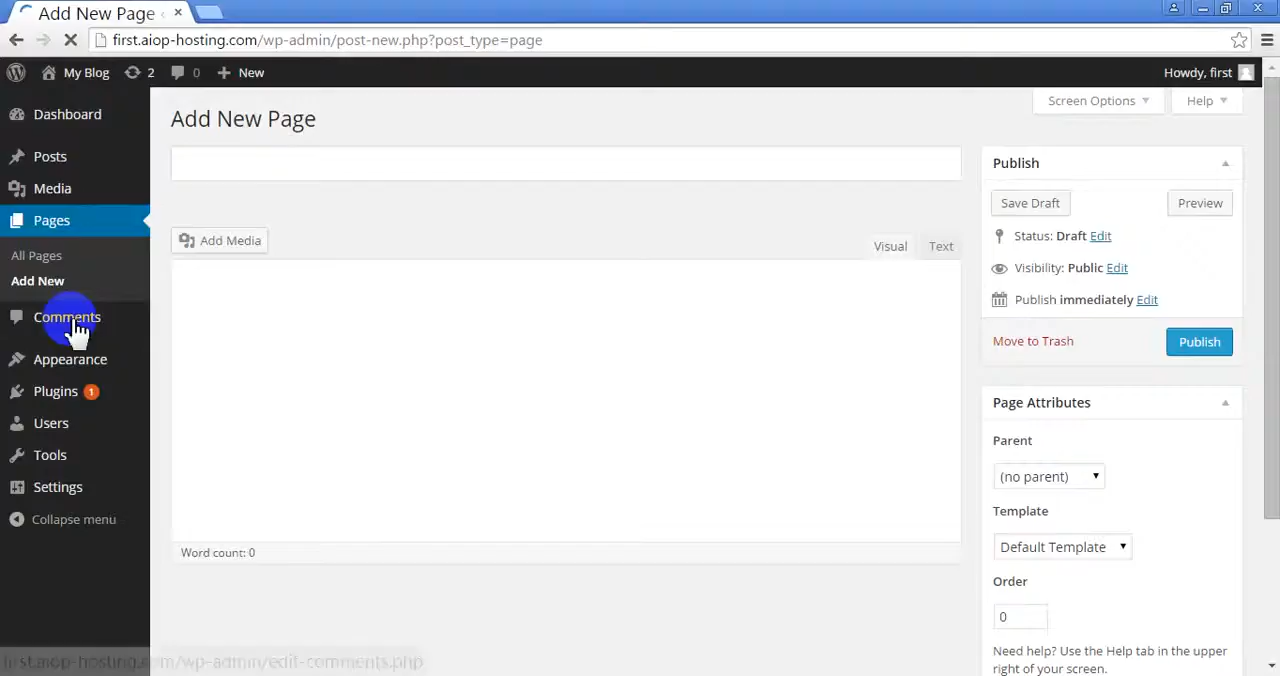 Add New Page
first.aiop-hosting.com/wp-admin/post-new.php?post_type=page
My Blog 2 0 New
Howdy, first
Dashboard
Posts
Media
Pages
All Pages
Add New
Comments
Appearance
Plugins 1
Users
Tools
Settings
Collapse menu
Screen Options
Help
Add New Page
Add Media
Visual
Text
Word count: 0
Publish
Save Draft
Preview
Status: Draft Edit
Visibility: Public Edit
Publish immediately Edit
Move to Trash
Publish
Page Attributes
Parent
(no parent)
Template
Default Template
Order
0
Need help? Use the Help tab in the upper
right of your screen.
first.aiop-hosting.com/wp-admin/edit-comments.php